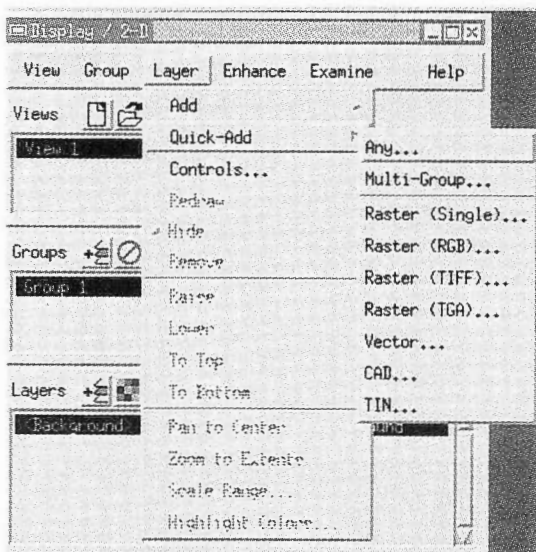 Display / 2-D
View Group Layer Enhance Examine Help
Views
View 1
Groups
Group 1
Layers
<Background>
Add
Quick-Add
Controls...
Redraw
Hide
Remove
Raise
Lower
To Top
To Bottom
Pan to Center
Zoom to Extents
Scale Range...
Highlight Colors...
Any...
Multi-Group...
Raster (Single)...
Raster (RGB)...
Raster (TIFF)...
Raster (TGA)...
Vector...
CAD...
TIN...